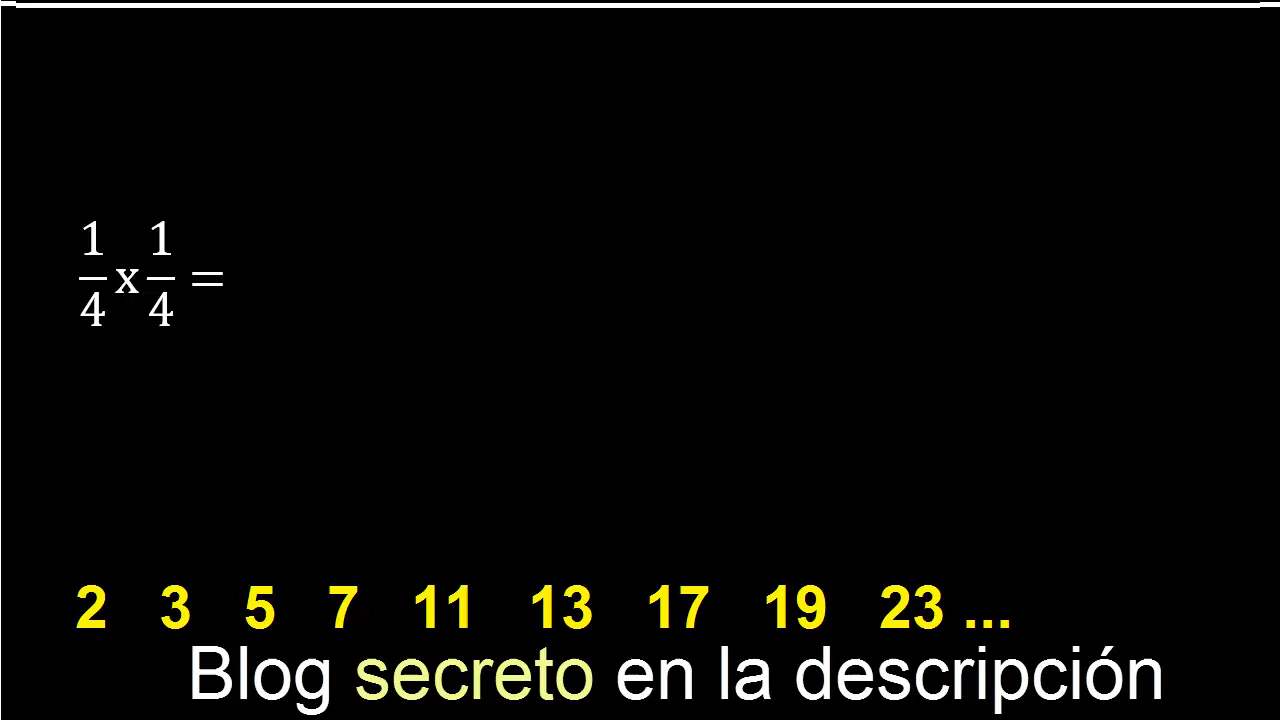 1/4 x 1/4 =
2 3 5 7 11 13 17 19 23 ...
Blog secreto en la descripción